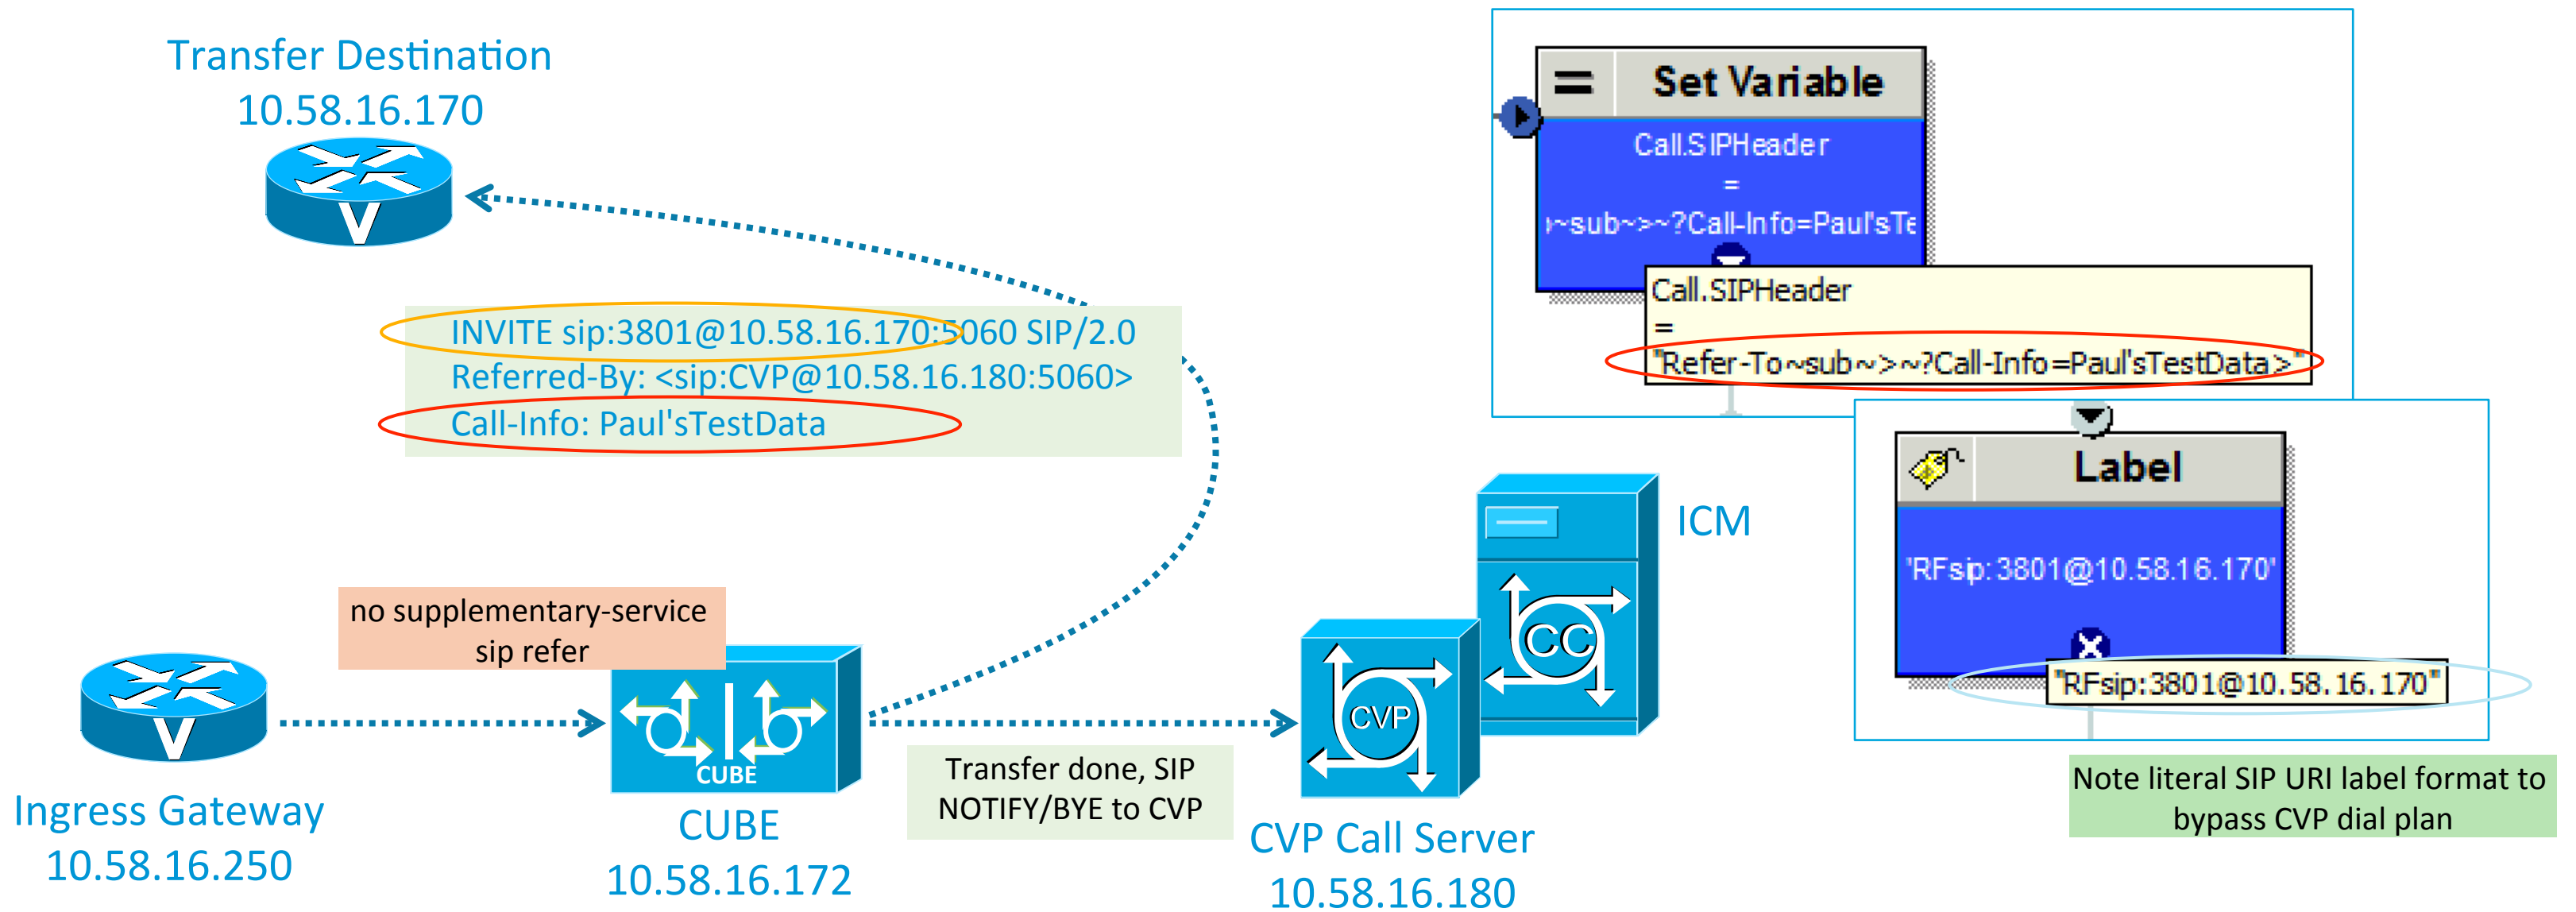 Transfer Destination
10.58.16.170
INVITE sip:3801@10.58.16.170:5060 SIP/2.0
Referred-By: <sip:CVP@10.58.16.180:5060>
Call-Info: Paul'sTestData
no supplementary-service
sip refer
Ingress Gateway
10.58.16.250
CUBE
CUBE
10.58.16.172
Transfer done, SIP
NOTIFY/BYE to CVP
CVP
CVP Call Server
10.58.16.180
CC
ICM
Set Variable
Call.SIPHeader
=
~sub~>~?Call-Info=Paul'sTe
Call.SIPHeader
=
"Refer-To~sub~>~?Call-Info=Paul'sTestData>"
Label
'RFsip:3801@10.58.16.170'
"RFsip:3801@10.58.16.170"
Note literal SIP URI label format to
bypass CVP dial plan